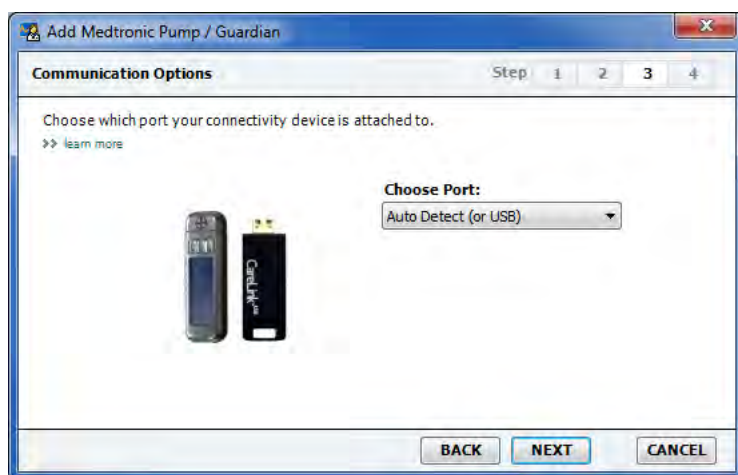 Add Medtronic Pump / Guardian
Communication Options
Step 1 2 3 4
Choose which port your connectivity device is attached to.
>> learn more
Choose Port:
Auto Detect (or USB)
CareLink USB
BACK NEXT CANCEL